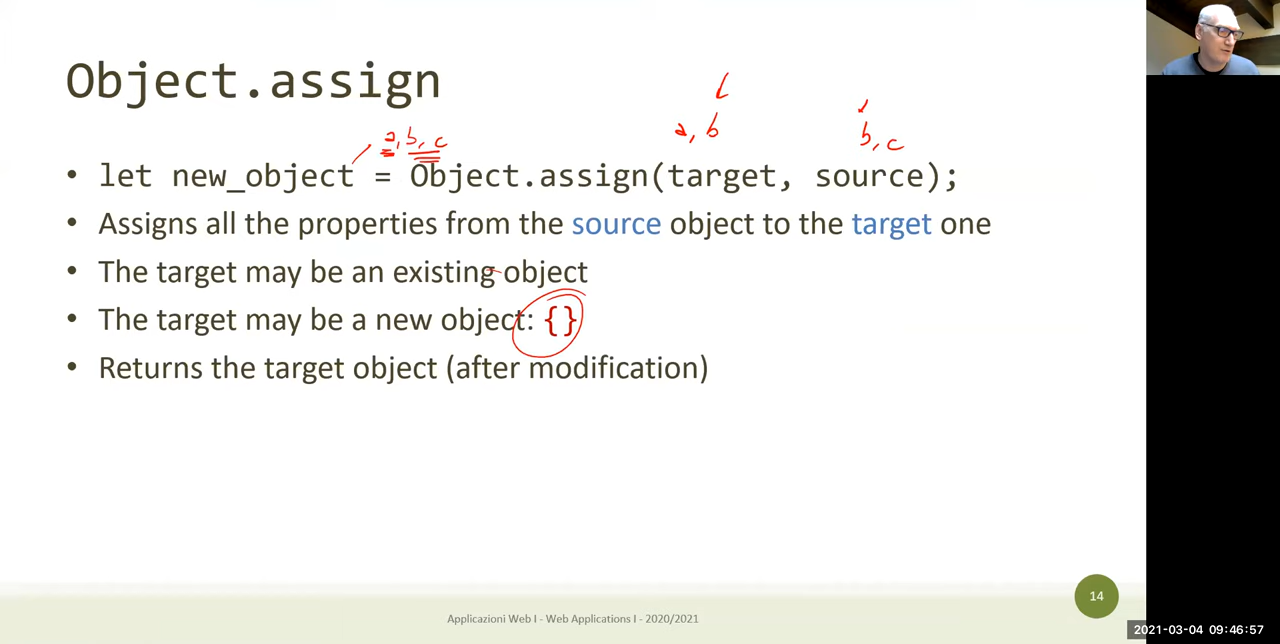 Object.assign
a, b
a, b, c
b, c
• let new_object = Object.assign(target, source);
• Assigns all the properties from the source object to the target one
• The target may be an existing object
• The target may be a new object: {}
• Returns the target object (after modification)
14
Applicazioni Web I - Web Applications I - 2020/2021
2021-03-04 09:46:57